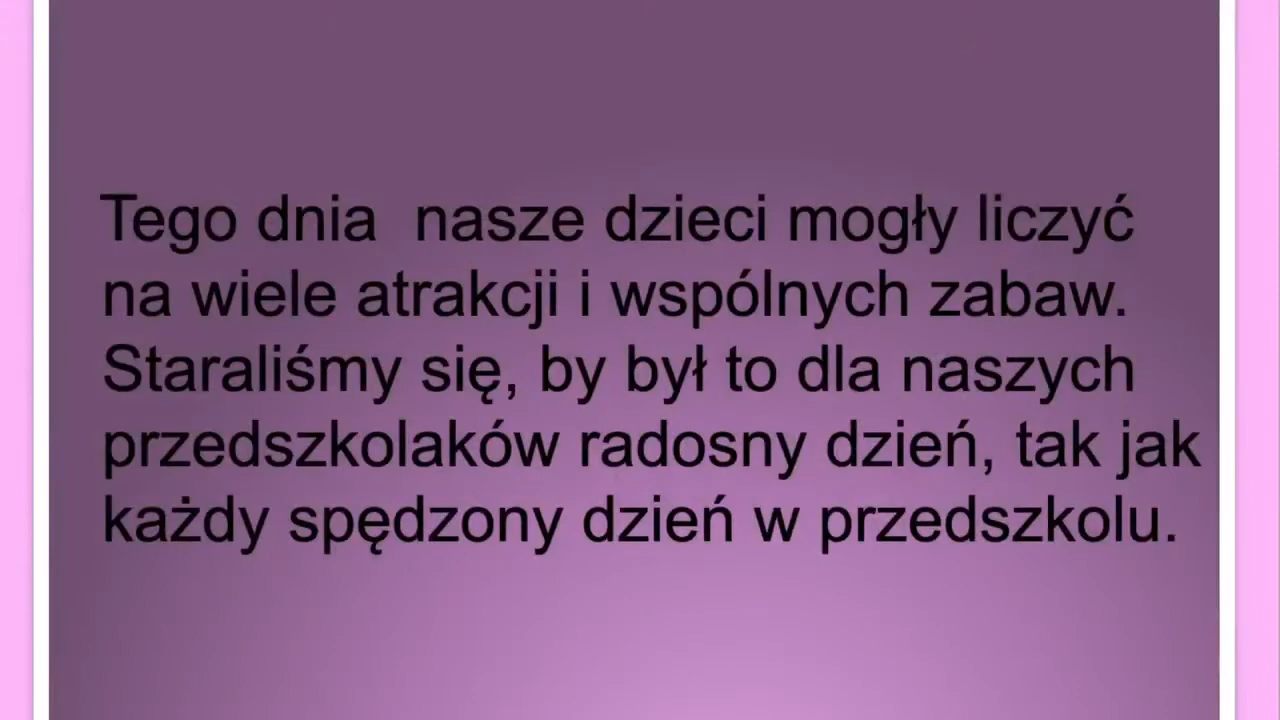 Tego dnia  nasze dzieci mogły liczyć
na wiele atrakcji i wspólnych zabaw.
Staraliśmy się, by był to dla naszych
przedszkolaków radosny dzień, tak jak
każdy spędzony dzień w przedszkolu.